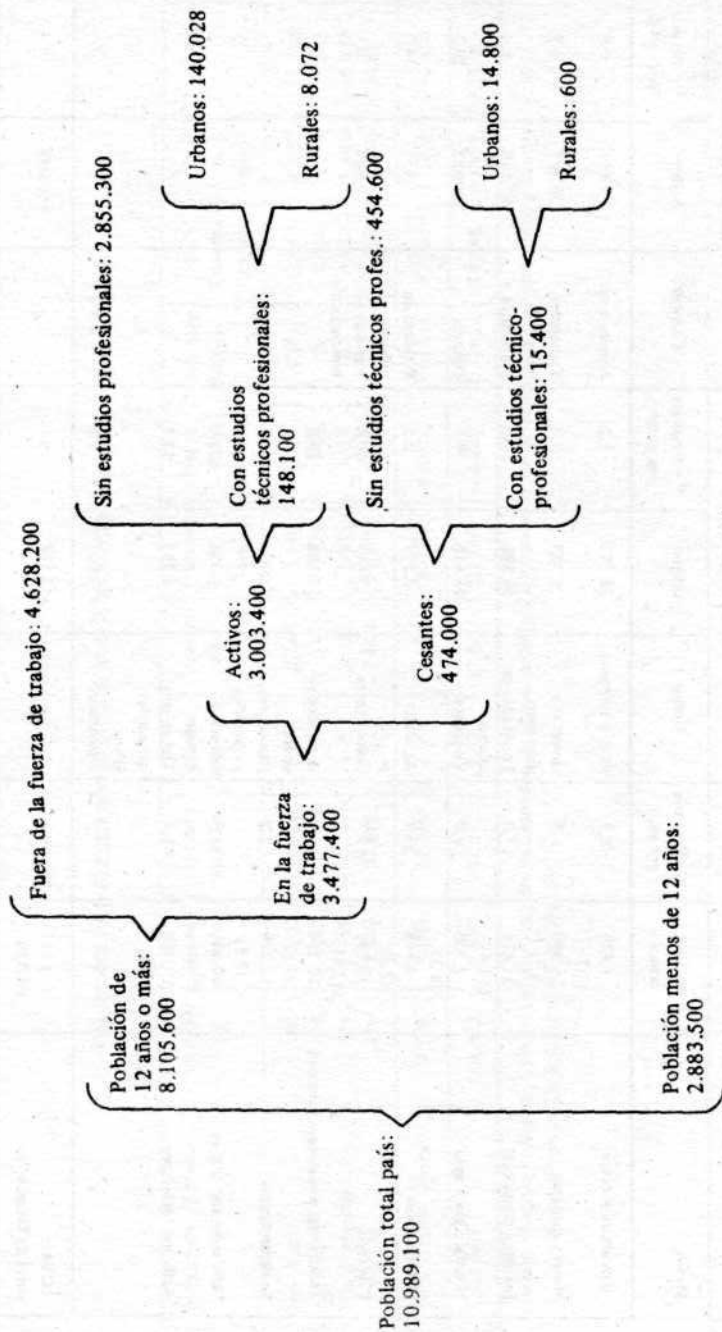 Población total país:
10.989.100
Población de
12 años o más:
8.105.600
Fuera de la fuerza de trabajo: 4.628.200
En la fuerza
de trabajo:
3.477.400
Activos:
3.003.400
Sin estudios profesionales: 2.855.300
Con estudios
técnicos profesionales:
148.100
Urbanos: 140.028
Rurales: 8.072
Cesantes:
474.000
Sin estudios técnicos profes.: 454.600
Con estudios técnico-
profesionales: 15.400
Urbanos: 14.800
Rurales: 600
Población menos de 12 años:
2.883.500